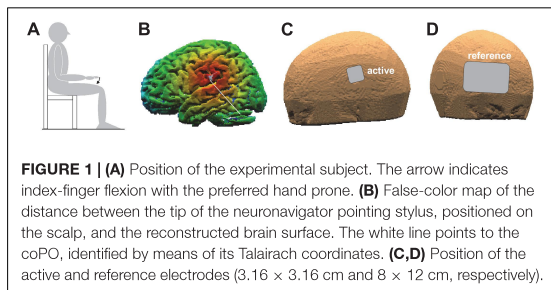 A
B
C
D
active
reference
FIGURE 1 | (A) Position of the experimental subject. The arrow indicates
index-finger flexion with the preferred hand prone. (B) False-color map of the
distance between the tip of the neuronavigator pointing stylus, positioned on
the scalp, and the reconstructed brain surface. The white line points to the
coPO, identified by means of its Talairach coordinates. (C,D) Position of the
active and reference electrodes (3.16 × 3.16 cm and 8 × 12 cm, respectively).